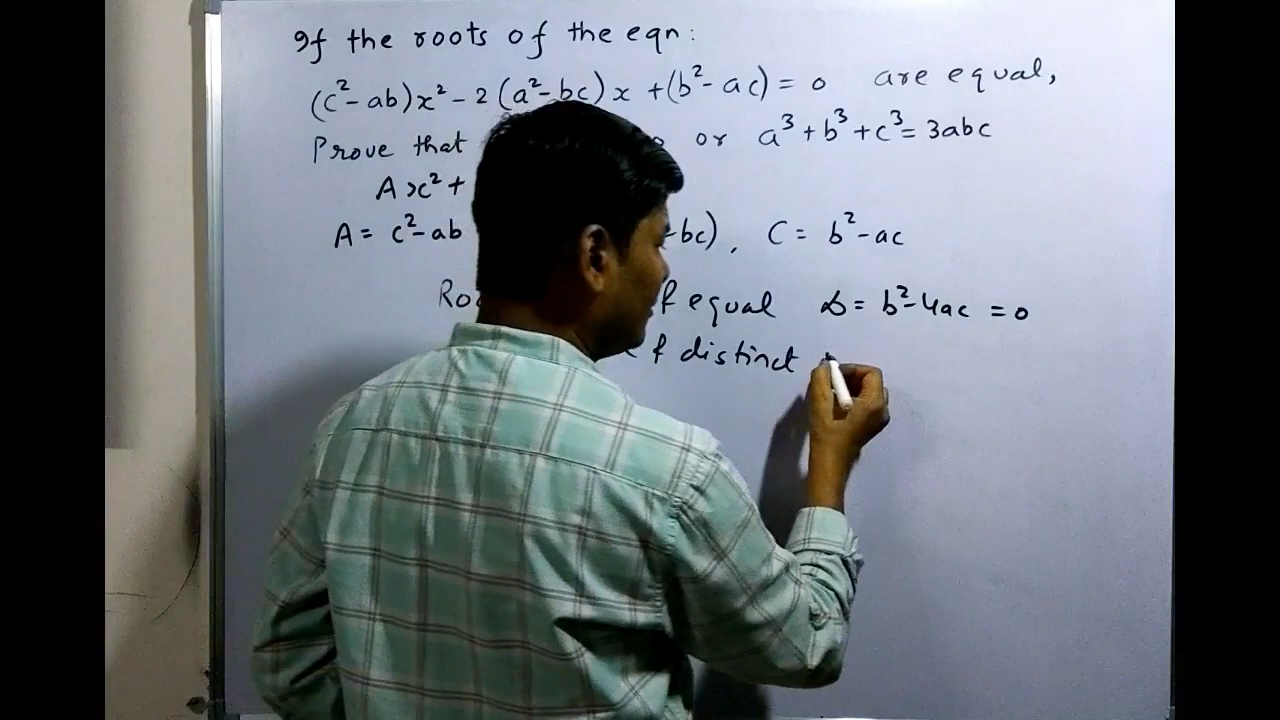 If the roots of the eqn:
(c²-ab)x² - 2(a²-bc)x + (b²-ac) = 0 are equal,
Prove that or a³+b³+c³=3abc
Ax²+
A= c²-ab -bc), C= b²-ac
equal D= b²-4ac =0
distinct